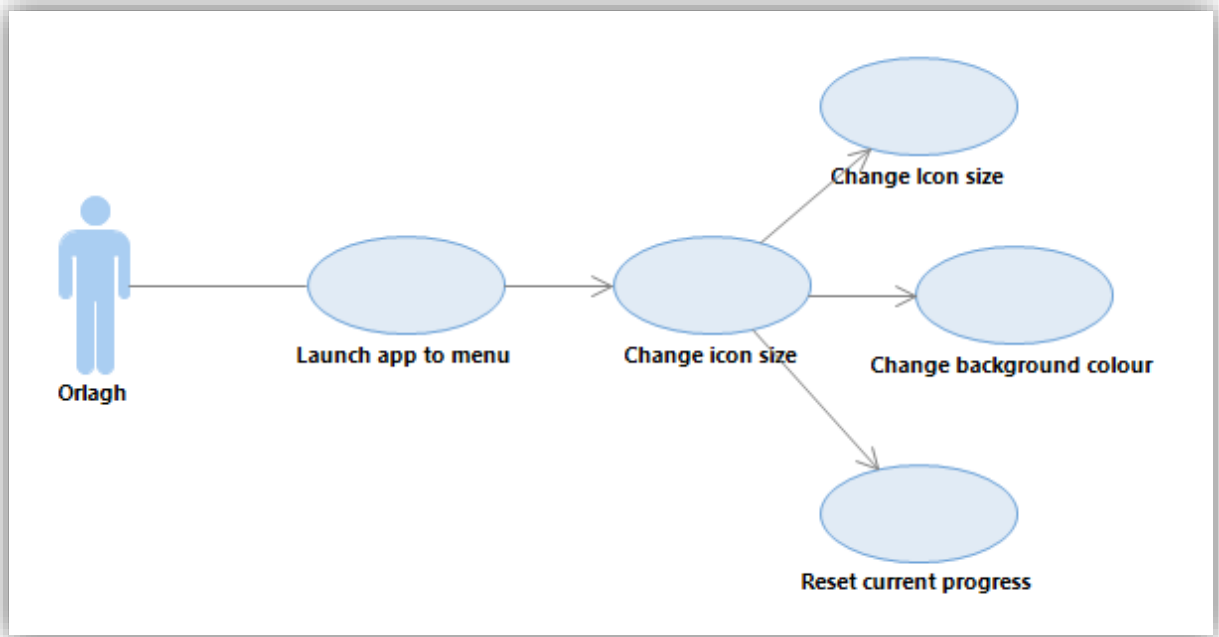 Change Icon size
Orlagh
Launch app to menu
Change icon size
Change background colour
Reset current progress